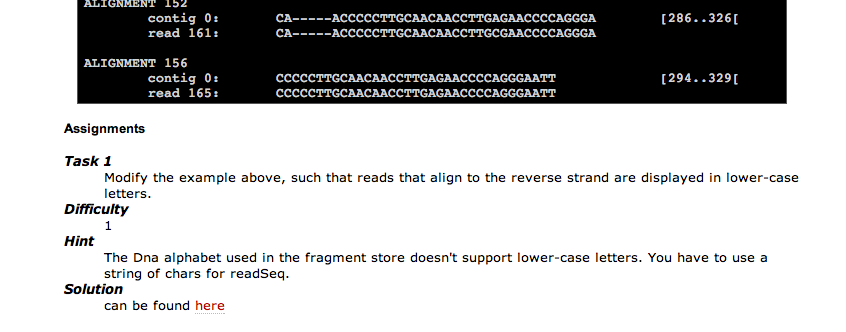 ALIGNMENT 152
contig 0: CA-----ACCCCCTTGCAACAACCTTGAGAACCCCAGGGA [286..326[
read 161: CA-----ACCCCCTTGCAACAACCTTGCGAACCCCAGGGA
ALIGNMENT 156
contig 0: CCCCCTTGCAACAACCTTGAGAACCCCAGGGAATT [294..329[
read 165: CCCCCTTGCAACAACCTTGAGAACCCCAGGGAATT
Assignments
Task 1
Modify the example above, such that reads that align to the reverse strand are displayed in lower-case
letters.
Difficulty
1
Hint
The Dna alphabet used in the fragment store doesn't support lower-case letters. You have to use a
string of chars for readSeq.
Solution
can be found here